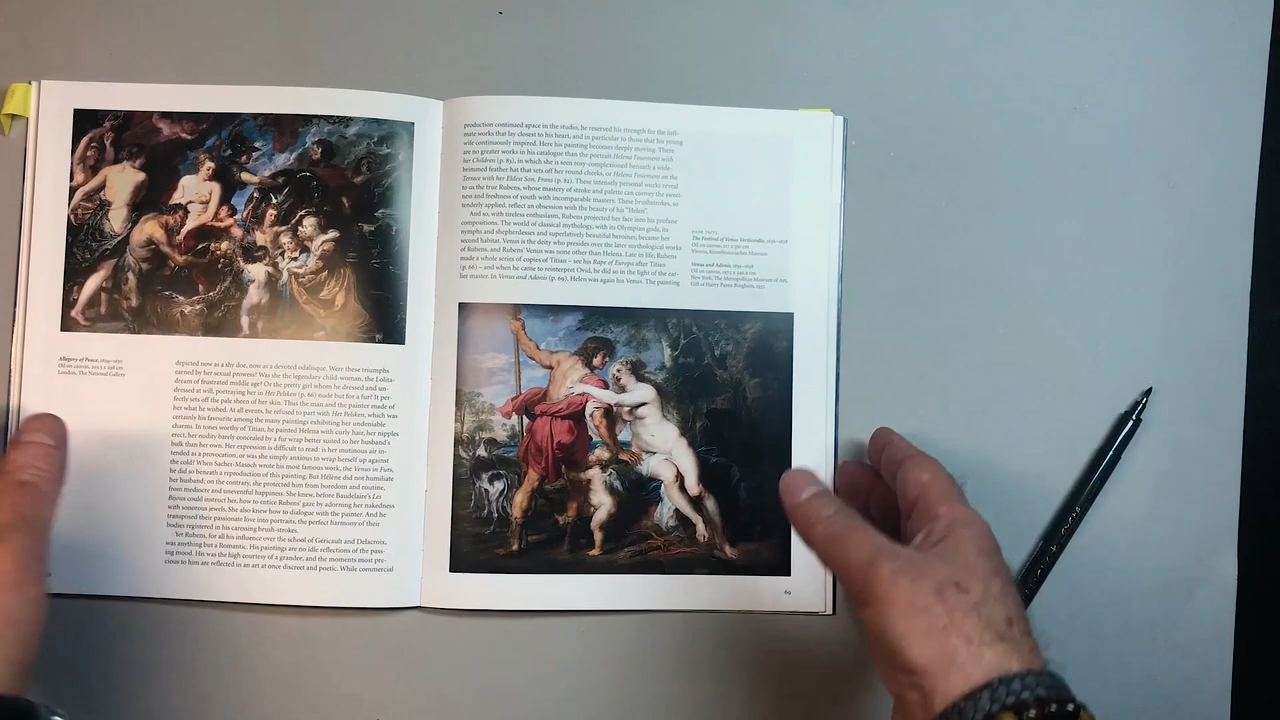 Allegory of Peace, 1629–1630
Oil on canvas, 203.5 x 298 cm
London, The National Gallery
depicted now as a shy doe, now as a devoted odalisque. Were these triumphs
earned by her sexual prowess? Was she the legendary child-woman, the Lolita-
dream of frustrated middle age? Or the pretty girl whom he dressed and un-
dressed at will, portraying her in Het Pelsken (p. 86) nude but for a fur? It per-
fectly sets off the pale sheen of her skin. Thus the man and the painter made of
her what he wished. At all events, he refused to part with Het Pelsken, which was
certainly his favourite among the many paintings exhibiting her undeniable
charms. In tones worthy of Titian, he painted Helena with curly hair, her nipples
erect, her nudity barely concealed by a fur wrap better suited to her husband's
bulk than her own. Her expression is difficult to read: is her mutinous air in-
tended as a provocation, or was she simply anxious to wrap herself up against
the cold? When Sacher-Masoch wrote his most famous work, the Venus in Furs,
he did so beneath a reproduction of this painting. But Hélène did not humiliate
her husband; on the contrary, she protected him from boredom and routine,
from mediocre and uneventful happiness. She knew, before Baudelaire's Les
Bijoux could instruct her, how to entice Rubens' gaze by adorning her nakedness
with sonorous jewels. She also knew how to dialogue with the painter. And he
transposed their passionate love into portraits, the perfect harmony of their
bodies registered in his caressing brush-strokes.
Yet Rubens, for all his influence over the school of Géricault and Delacroix,
was anything but a Romantic. His paintings are no idle reflections of the pass-
ing mood. His was the high courtesy of a grandee, and the moments most pre-
cious to him are reflected in an art at once discreet and poetic. While commercial
production continued apace in the studio, he reserved his strength for the inti-
mate works that lay closest to his heart, and in particular to those that his young
wife continuously inspired. Here his painting becomes deeply moving. There
are no greater works in his catalogue than the portrait Helena Fourment with
her Children (p. 83), in which she is seen rosy-complexioned beneath a wide-
brimmed feather hat that sets off her round cheeks, or Helena Fourment on the
Terrace with her Eldest Son, Frans (p. 82). These intensely personal works reveal
to us the true Rubens, whose mastery of stroke and palette can convey the sweet-
ness and freshness of youth with incomparable masters. These brushstrokes, so
tenderly applied, reflect an obsession with the beauty of his "Helen".
And so, with tireless enthusiasm, Rubens projected her face into his profane
compositions. The world of classical mythology, with its Olympian gods, its
nymphs and shepherdesses and superlatively beautiful heroines, became her
second habitat. Venus is the deity who presides over the later mythological works
of Rubens, and Rubens' Venus was none other than Helena. Late in life, Rubens
made a whole series of copies of Titian – see his Rape of Europa after Titian
(p. 66) – and when he came to reinterpret Ovid, he did so in the light of the ear-
lier master. In Venus and Adonis (p. 69), Helen was again his Venus. The painting
The Festival of Venus Verticordia,
Oil on canvas, 217 x 350 cm
Vienna, Kunsthistorisches Museum
Venus and Adonis,
Oil on canvas,
New York, The Metropolitan Museum of Art,
Gift of Harry Payne Bingham, 1937
69